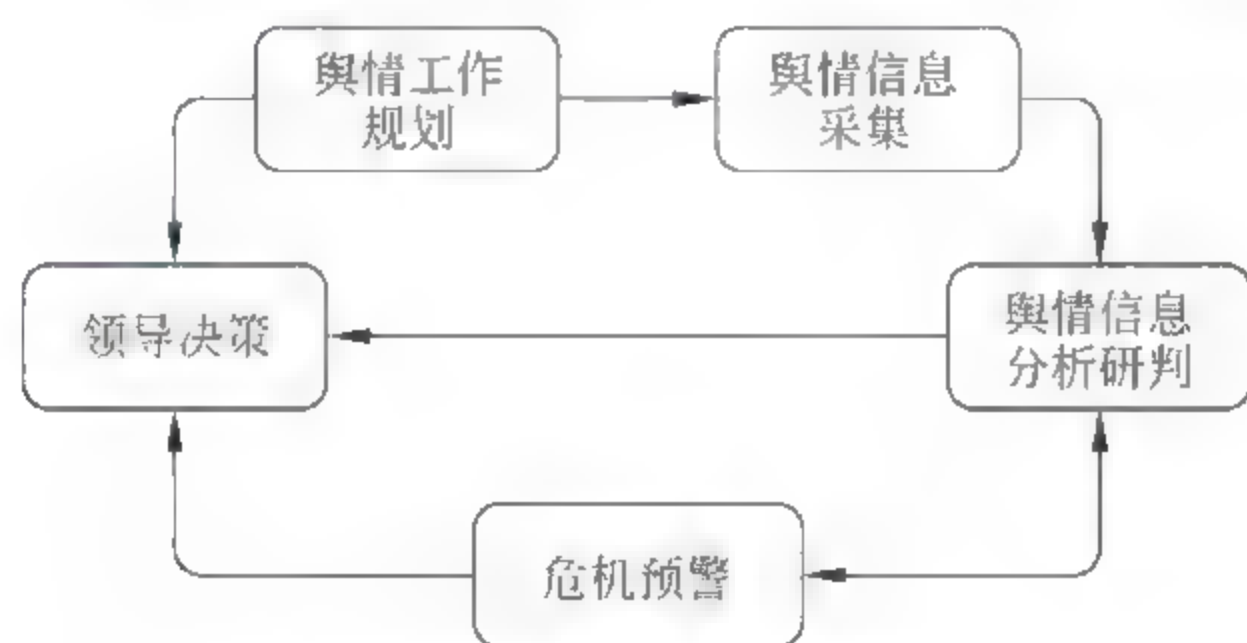 舆情工作
规划
舆情信息
采集
领导决策
舆情信息
分析研判
危机预警